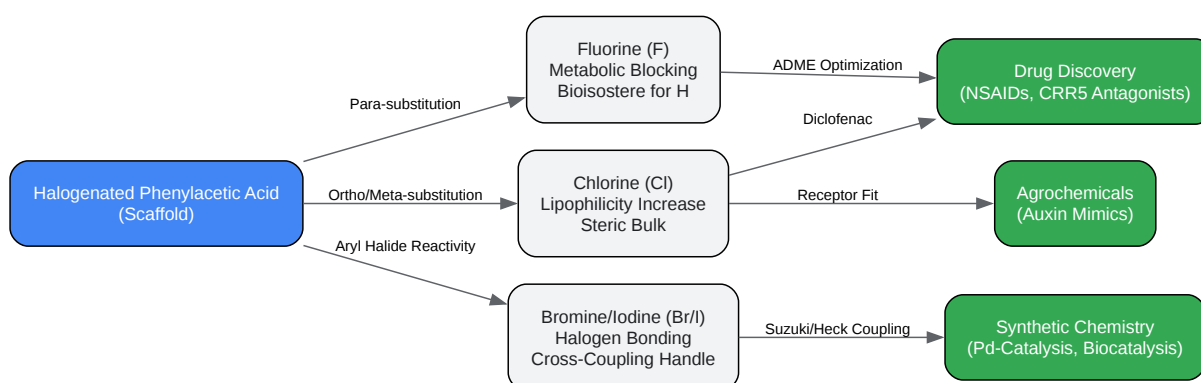 Halogenated Phenylacetic Acid
(Scaffold)
Para-substitution
Ortho/Meta-substitution
Aryl Halide Reactivity
Fluorine (F)
Metabolic Blocking
Bioisostere for H
Chlorine (Cl)
Lipophilicity Increase
Steric Bulk
Bromine/Iodine (Br/I)
Halogen Bonding
Cross-Coupling Handle
ADME Optimization
Diclofenac
Receptor Fit
Suzuki/Heck Coupling
Drug Discovery
(NSAIDs, CRR5 Antagonists)
Agrochemicals
(Auxin Mimics)
Synthetic Chemistry
(Pd-Catalysis, Biocatalysis)